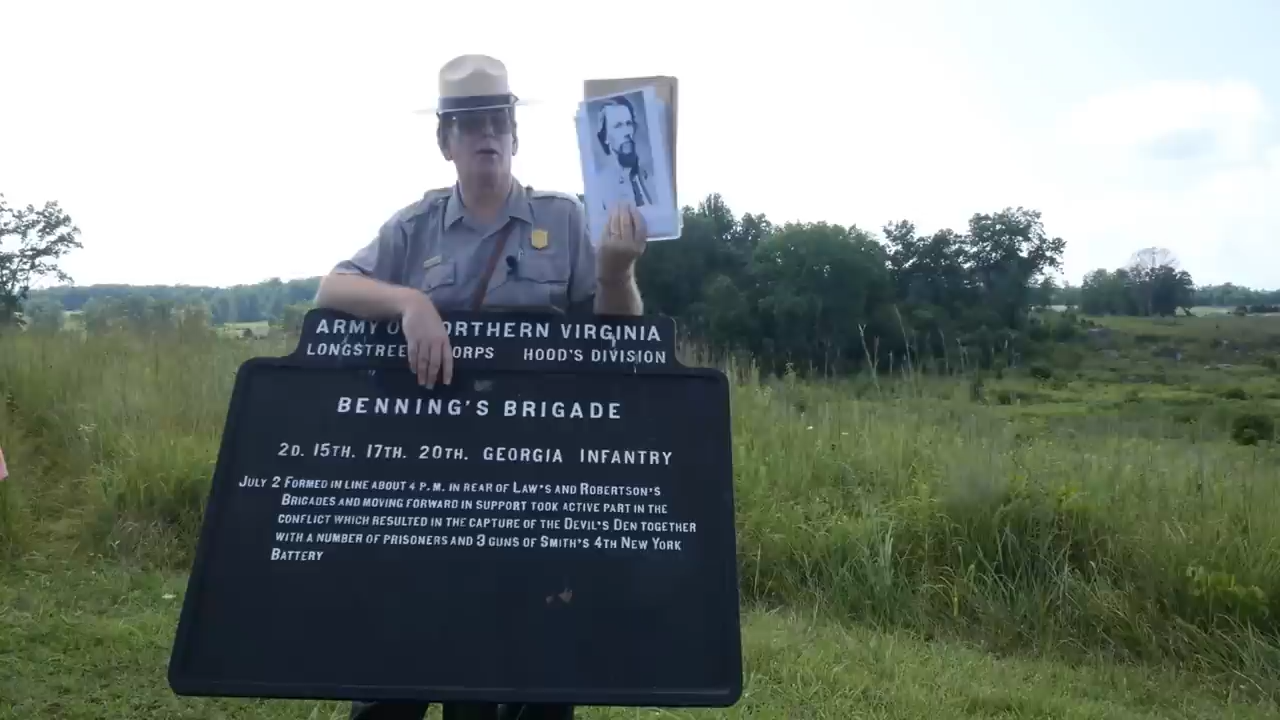 ARMY O ORTHERN VIRGINIA
LONGSTREE ORPS HOOD'S DIVISION
BENNING'S BRIGADE
2D. 15TH. 17TH. 20TH. GEORGIA INFANTRY
JULY 2 FORMED IN LINE ABOUT 4 P.M. IN REAR OF LAW'S AND ROBERTSON'S
BRIGADES AND MOVING FORWARD IN SUPPORT TOOK ACTIVE PART IN THE
CONFLICT WHICH RESULTED IN THE CAPTURE OF THE DEVIL'S DEN TOGETHER
WITH A NUMBER OF PRISONERS AND 3 GUNS OF SMITH'S 4TH NEW YORK
BATTERY